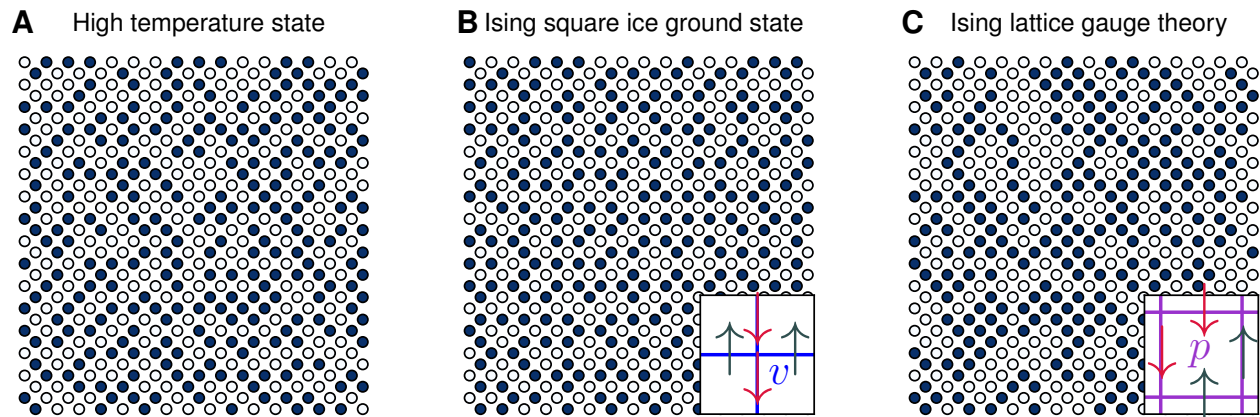 A High temperature state
B Ising square ice ground state
C Ising lattice gauge theory
v
p